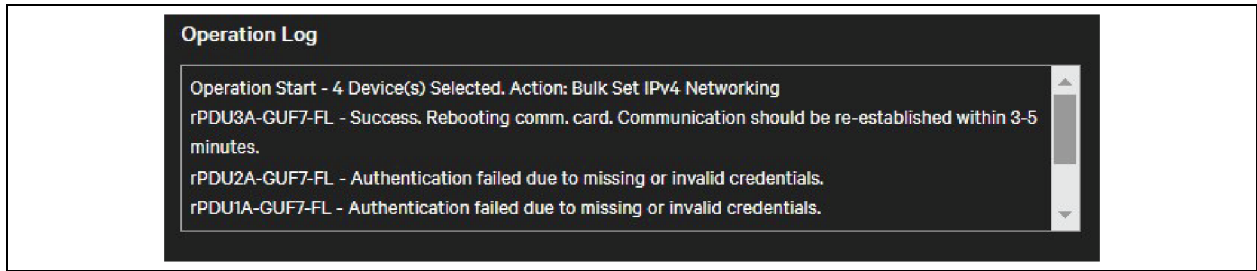 Operation Log
Operation Start - 4 Device(s) Selected. Action: Bulk Set IPv4 Networking
rPDU3A-GUF7-FL - Success. Rebooting comm. card. Communication should be re-established within 3-5
minutes.
rPDU2A-GUF7-FL - Authentication failed due to missing or invalid credentials.
rPDU1A-GUF7-FL - Authentication failed due to missing or invalid credentials.